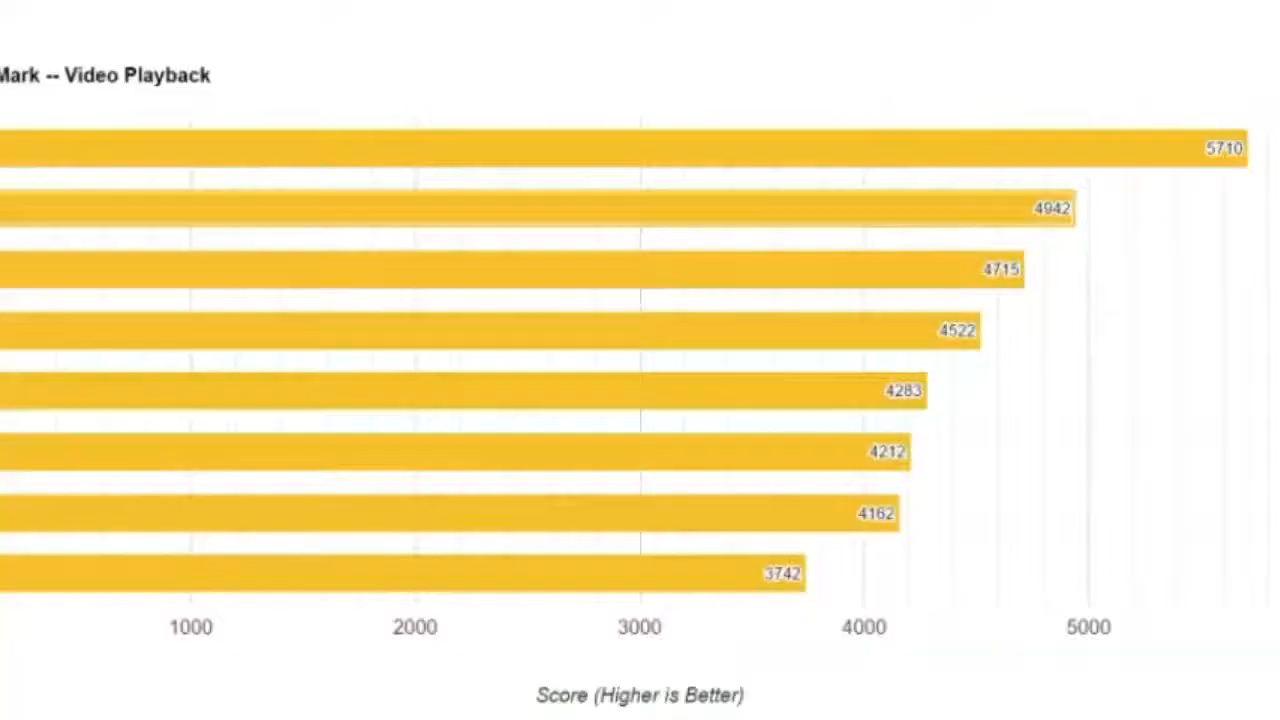 Mark -- Video Playback
5710
4942
4715
4522
4283
4212
4162
3742
1000 2000 3000 4000 5000
Score (Higher is Better)